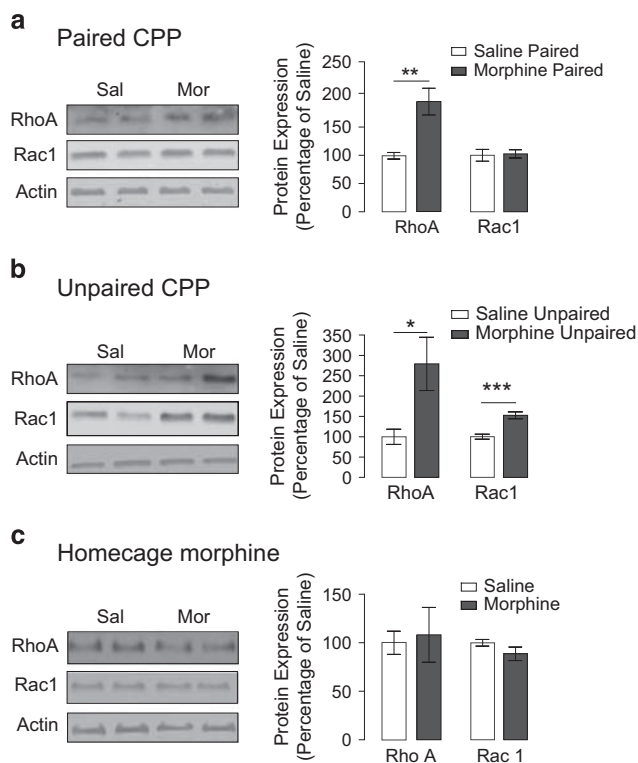 a
Paired CPP
Sal Mor
RhoA
Rac1
Actin
Protein Expression
(Percentage of Saline)
250
200
150
100
50
0
**
Saline Paired
Morphine Paired
RhoA Rac1
b
Unpaired CPP
Sal Mor
RhoA
Rac1
Actin
Protein Expression
(Percentage of Saline)
350
300
250
200
150
100
50
0
*
***
Saline Unpaired
Morphine Unpaired
RhoA Rac1
c
Homecage morphine
Sal Mor
RhoA
Rac1
Actin
Protein Expression
(Percentage of Saline)
150
100
50
0
Saline
Morphine
Rho A Rac 1